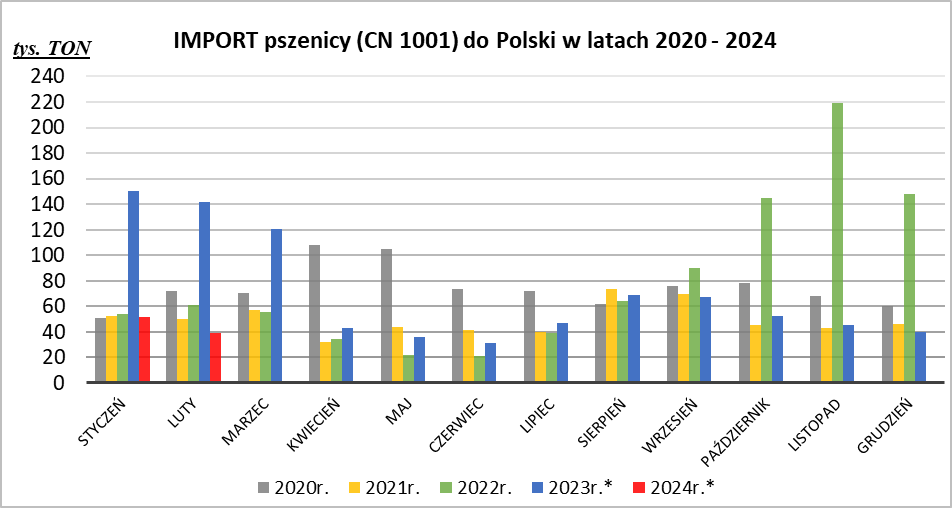 IMPORT pszenicy (CN 1001) do Polski w latach 2020 - 2024
tys. TON
240
220
200
180
160
140
120
100
80
60
40
20
0
STYCZEŃ
LUTY
MARZEC
KWIECIEŃ
MAJ
CZERWIEC
LIPIEC
SIERPIEŃ
WRZESIEŃ
PAŹDZIERNIK
LISTOPAD
GRUDZIEŃ
2020r. 2021r. 2022r. 2023r.* 2024r.*